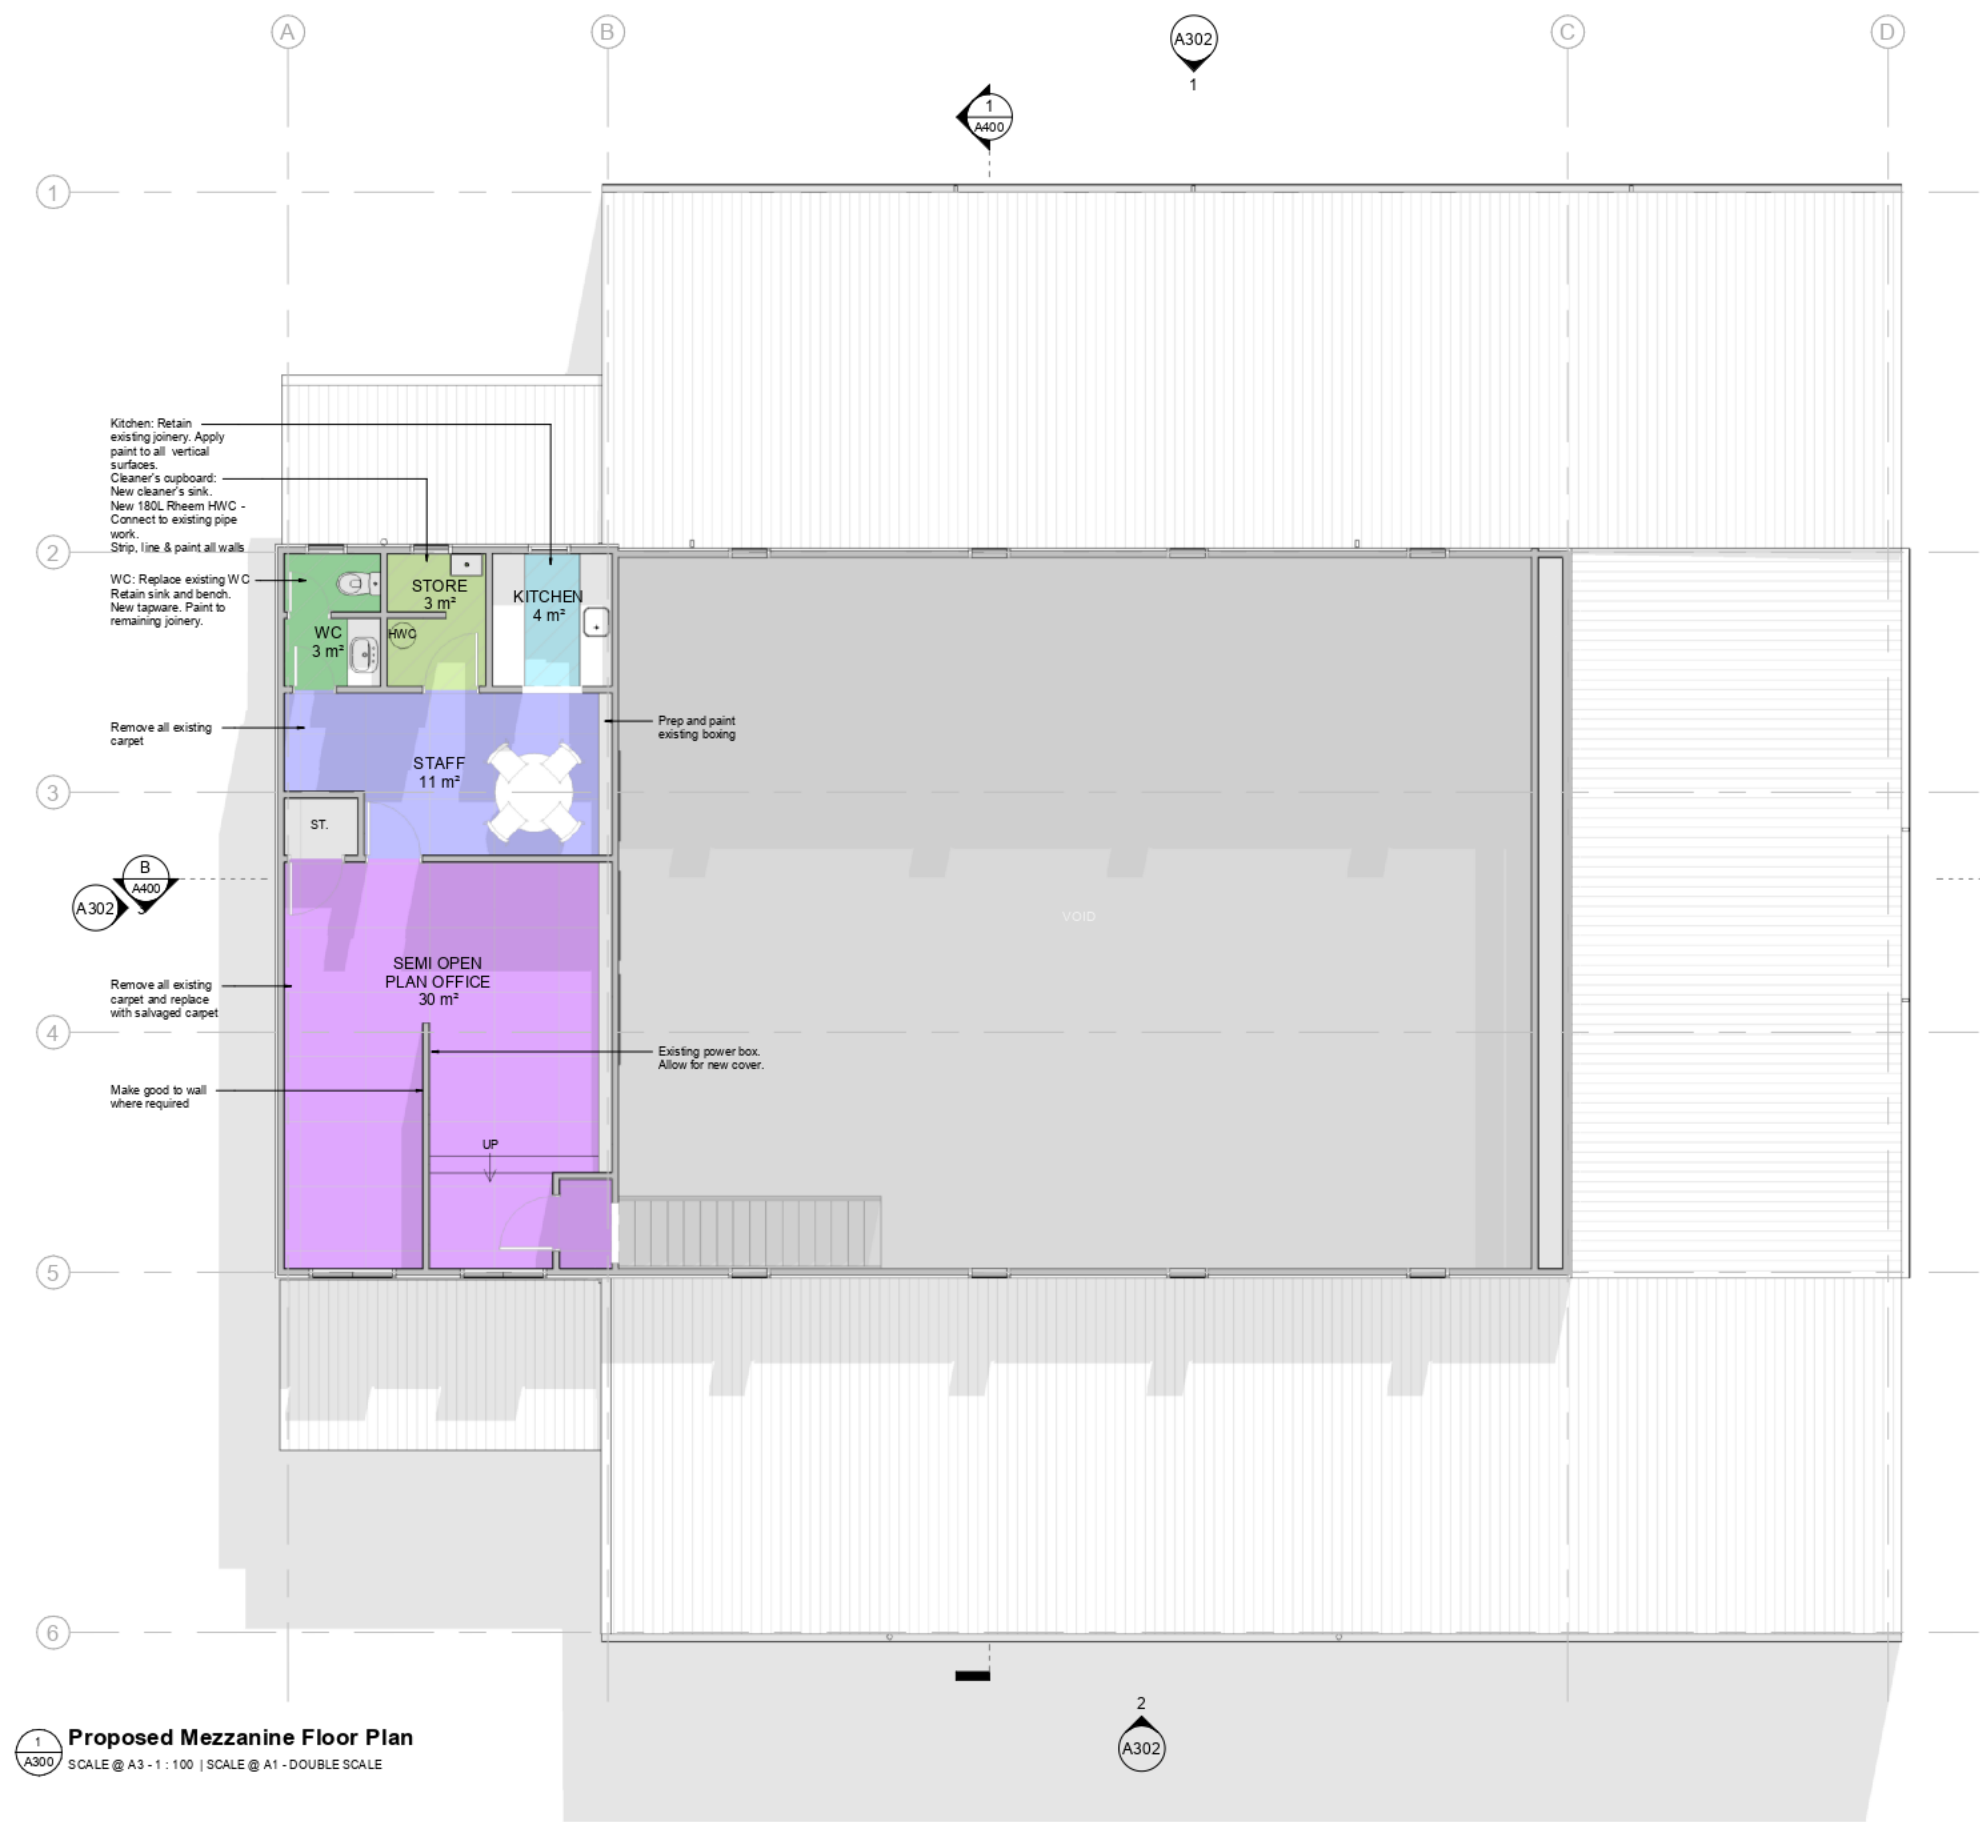 A
B
A302
1
C
D
1
A400
1
Kitchen: Retain
existing joinery. Apply
paint to all vertical
surfaces.
Cleaner's cupboard:
New cleaner's sink.
New 180L Rheem HWC -
Connect to existing pipe
work.
Strip, line & paint all walls
2
WC: Replace existing WC
Retain sink and bench.
New tapware. Paint to
remaining joinery.
STORE
3 m²
KITCHEN
4 m²
WC
3 m²
HWC
Remove all existing
carpet
Prep and paint
existing boxing
STAFF
11 m²
3
ST.
B
A400
A302
VOID
SEMI OPEN
PLAN OFFICE
30 m²
Remove all existing
carpet and replace
with salvaged carpet
4
Existing power box.
Allow for new cover.
Make good to wall
where required
UP
5
6
2
A302
1
A300
Proposed Mezzanine Floor Plan
SCALE @ A3 - 1 : 100 | SCALE @ A1 - DOUBLE SCALE